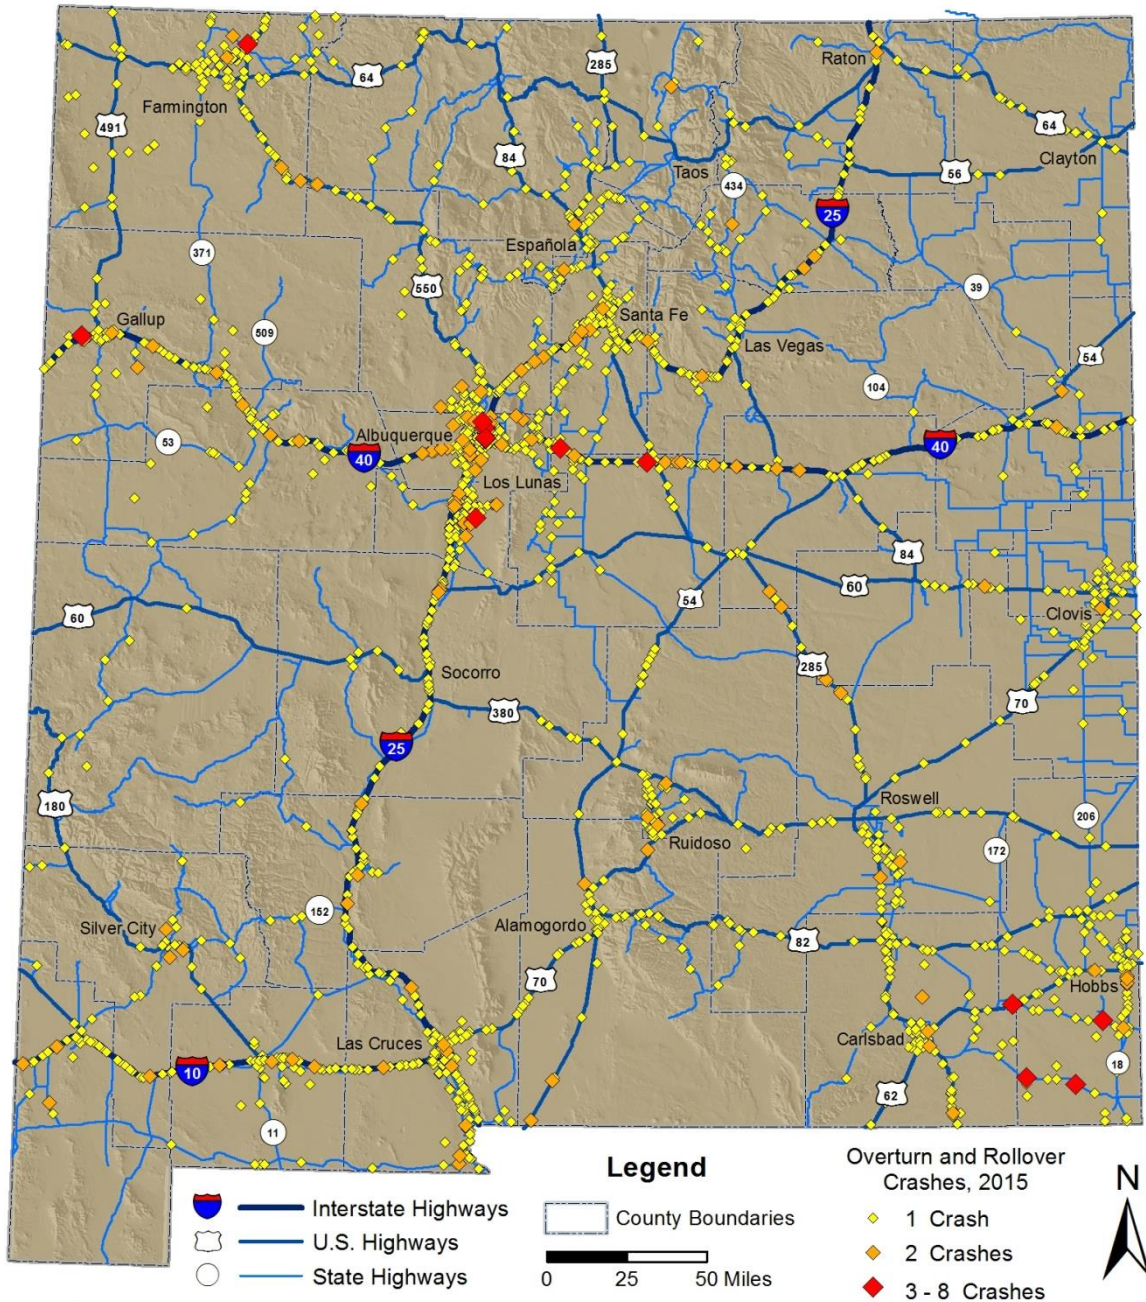 Raton
64
285
Farmington
491
84
64
Clayton
Taos
434
56
25
371
Española
550
39
Gallup
509
Santa Fe
Las Vegas
54
104
53
Albuquerque
40
40
Los Lunas
84
60
54
60
Clovis
285
Socorro
380
70
25
180
Roswell
206
172
Ruidoso
152
Silver City
Alamogordo
82
70
Hobbs
Las Cruces
Carlsbad
10
18
62
11
Legend
Interstate Highways
U.S. Highways
State Highways
County Boundaries
0 25 50 Miles
Overturn and Rollover
Crashes, 2015
1 Crash
2 Crashes
3 - 8 Crashes
N